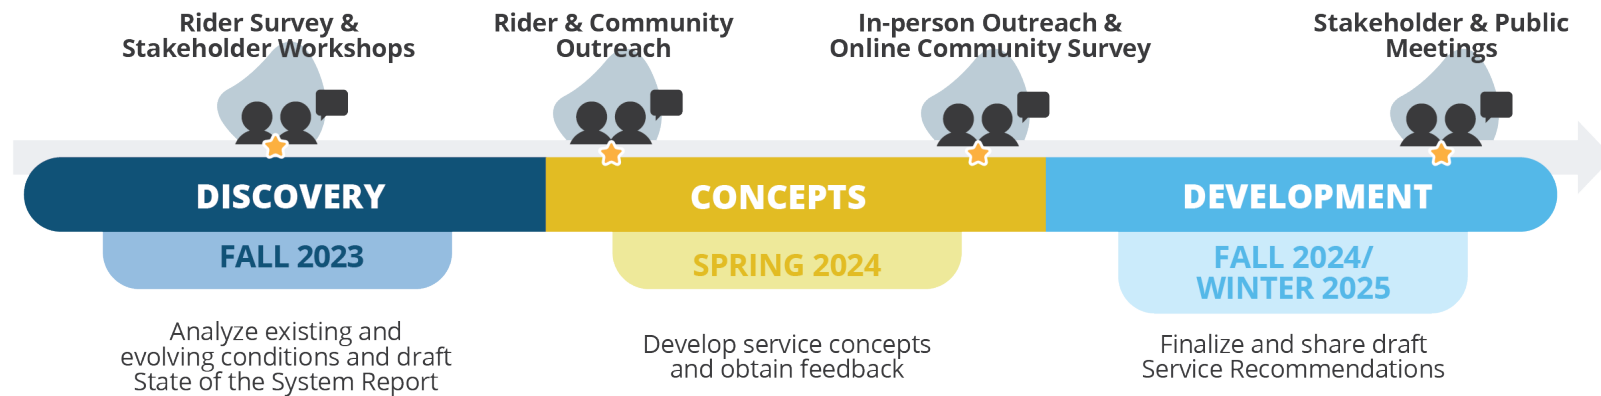 Rider Survey &
Stakeholder Workshops
Rider & Community
Outreach
In-person Outreach &
Online Community Survey
Stakeholder & Public
Meetings
DISCOVERY
CONCEPTS
DEVELOPMENT
FALL 2023
SPRING 2024
FALL 2024/
WINTER 2025
Analyze existing and
evolving conditions and draft
State of the System Report
Develop service concepts
and obtain feedback
Finalize and share draft
Service Recommendations